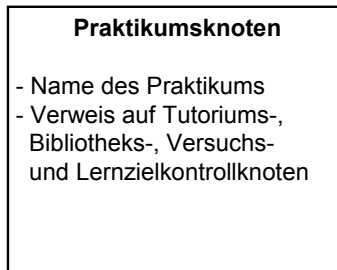 Praktikumsknoten
- Name des Praktikums
- Verweis auf Tutoriums-,
Bibliotheks-, Versuchs-
und Lernzielkontrollknoten